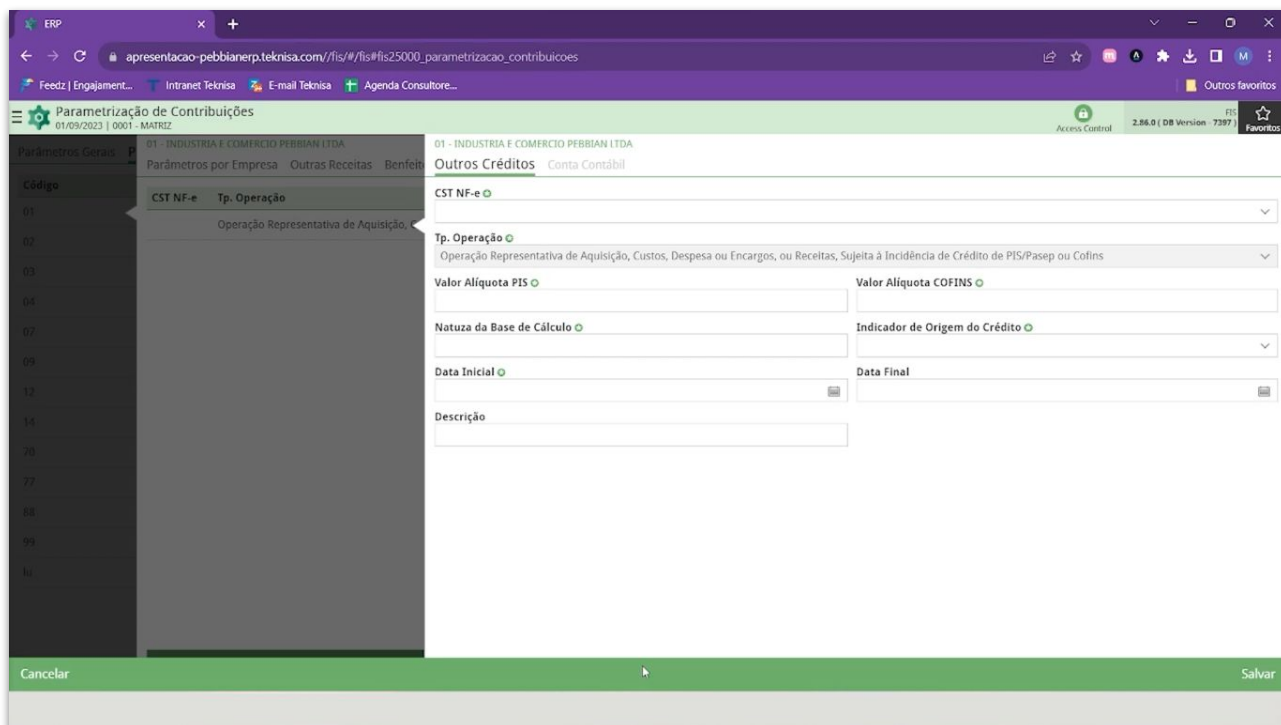 ERP
apresentacao-pebbianerp.teknisa.com//fis/#/fis#fis25000_parametrizacao_contribuicoes
M
Feedz | Engajament... Intranet Teknisa E-mail Teknisa Agenda Consultore... Outros favoritos
Parametrização de Contribuições
01/09/2023 | 0001 - MATRIZ
Access Control
FIS
2.86.0 ( DB Version - 7397 )
Favoritos
Parâmetros Gerais P
Código
01
02
03
04
07
09
12
14
70
77
88
99
hi
01 - INDUSTRIA E COMERCIO PEBBIAN LTDA
Parâmetros por Empresa Outras Receitas Benfeit
CST NF-e Tp. Operação
Operação Representativa de Aquisição, C
01 - INDUSTRIA E COMERCIO PEBBIAN LTDA
Outros Créditos Conta Contábil
CST NF-e
Tp. Operação
Operação Representativa de Aquisição, Custos, Despesa ou Encargos, ou Receitas, Sujeita á Incidência de Crédito de PIS/Pasep ou Cofins
Valor Alíquota PIS Valor Alíquota COFINS
Natuza da Base de Cálculo Indicador de Origem do Crédito
Data Inicial Data Final
Descrição
Cancelar Salvar